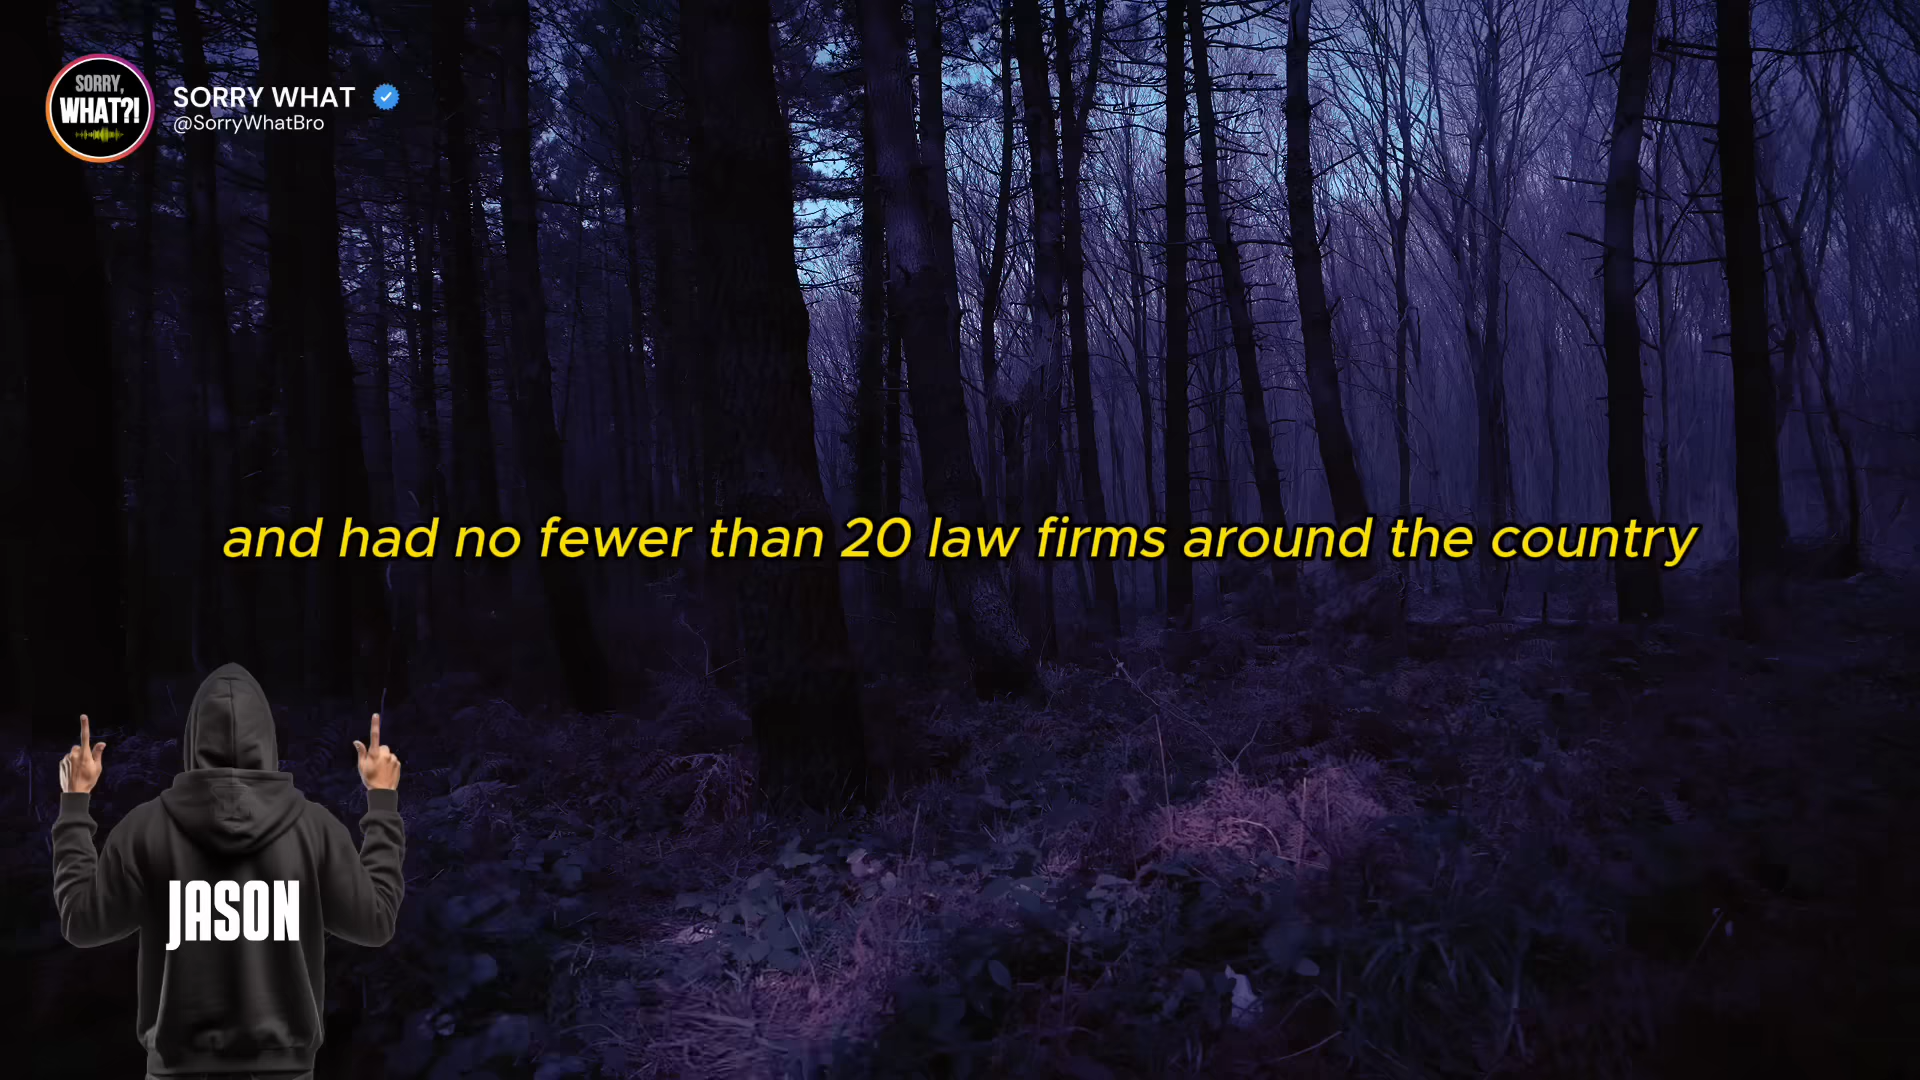 SORRY,
WHAT?!
SORRY WHAT
@SorryWhatBro
and had no fewer than 20 law firms around the country
JASON